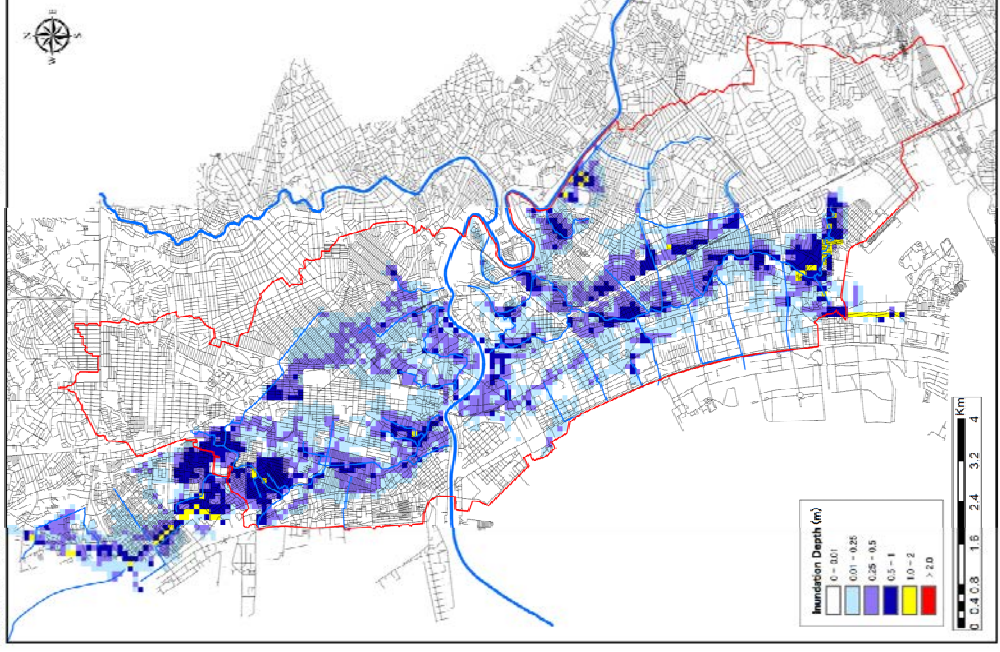 N
E
W
S
Inundation Depth (m)
0 - 0.01
0.01 - 0.25
0.25 - 0.5
0.5 - 1
1.0 - 2
> 2.0
0 0.4 0.8 1.6 2.4 3.2 4
Km